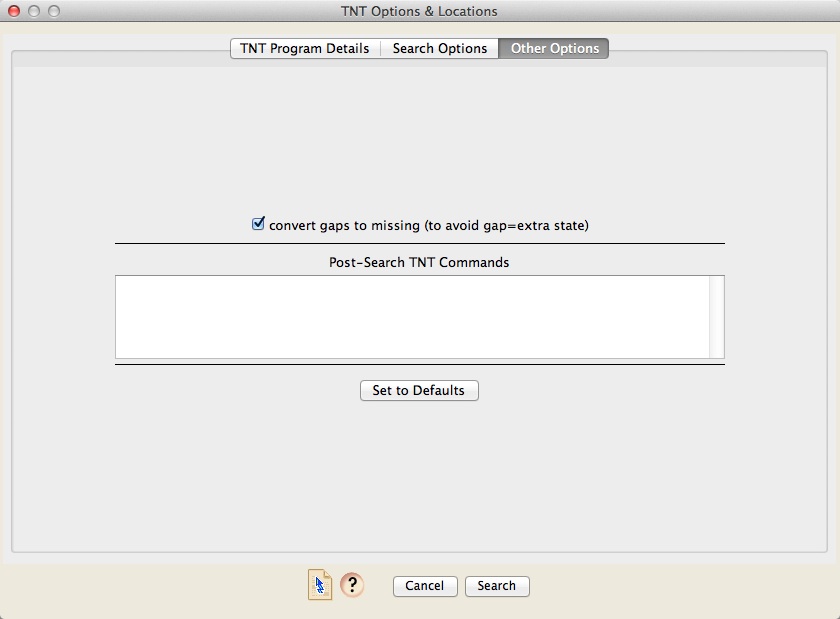 TNT Options & Locations
TNT Program Details Search Options Other Options
convert gaps to missing (to avoid gap=extra state)
Post-Search TNT Commands
Set to Defaults
? Cancel Search